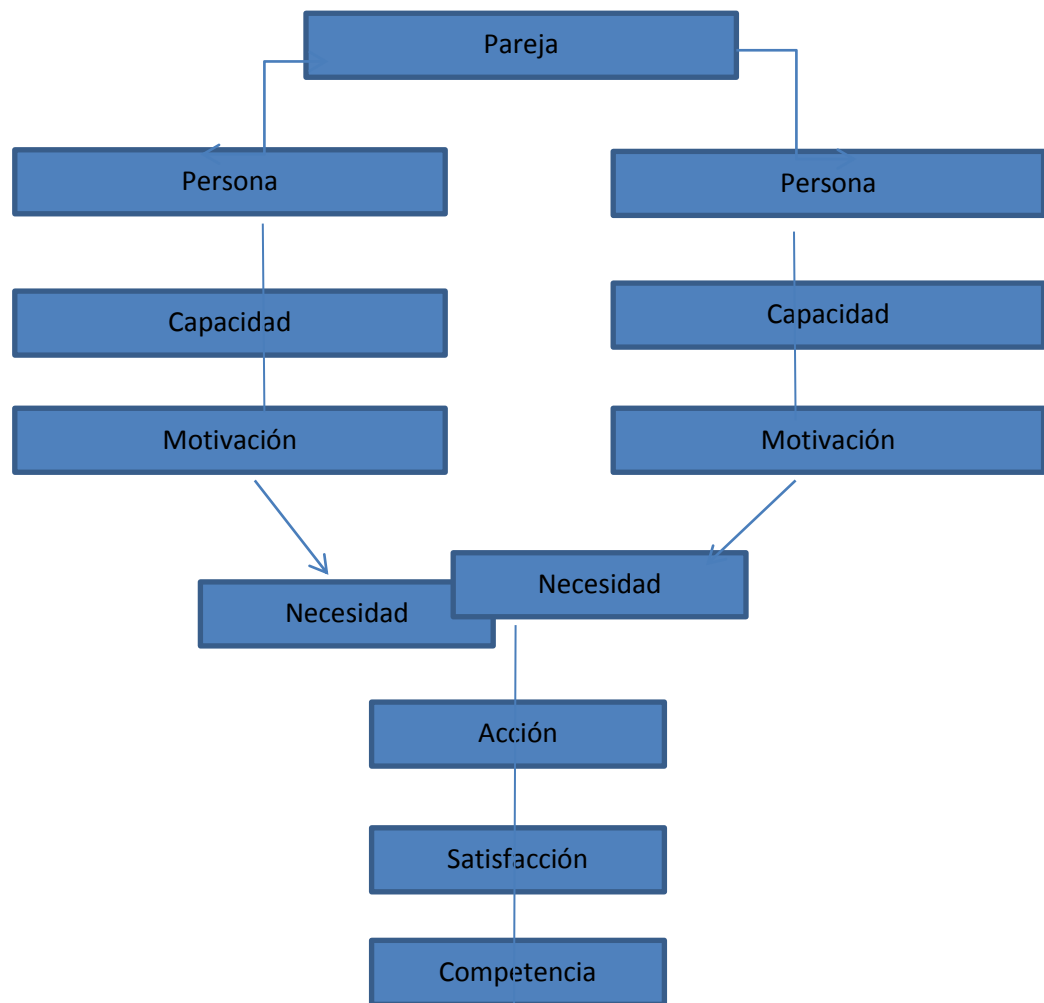 Pareja
Persona
Persona
Capacidad
Capacidad
Motivación
Motivación
Necesidad
Necesidad
Acción
Satisfacción
Competencia